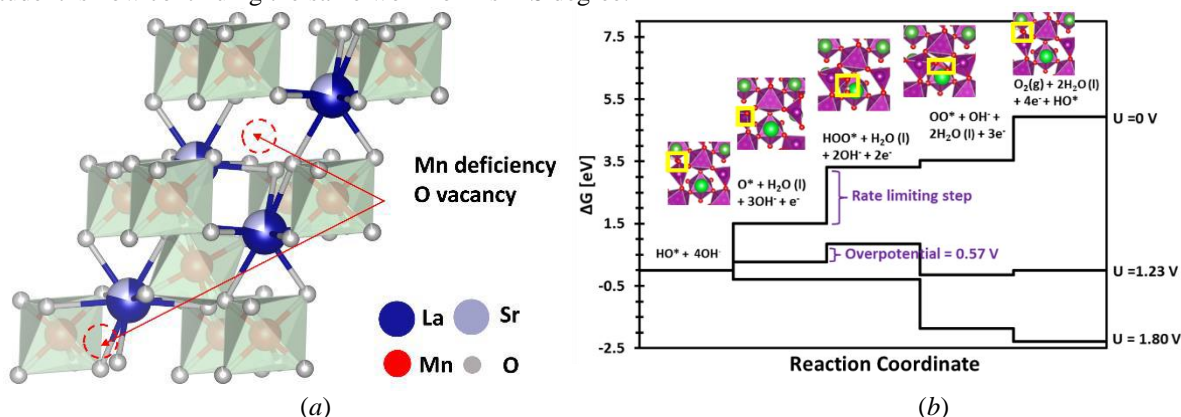 7.5
5.5
3.5
1.5
-0.5
-2.5
ΔG [eV]
Mn deficiency
O vacancy
La
Sr
Mn
O
(a)
HO* + 4OH⁻
O* + H₂O (l)
+ 3OH⁻ + e⁻
HOO* + H₂O (l)
+ 2OH⁻ + 2e⁻
OO* + OH⁻ +
2H₂O (l) + 3e⁻
O₂(g) + 2H₂O (l)
+ 4e⁻ + HO*
U =0 V
Rate limiting step
Overpotential = 0.57 V
U =1.23 V
U = 1.80 V
Reaction Coordinate
(b)